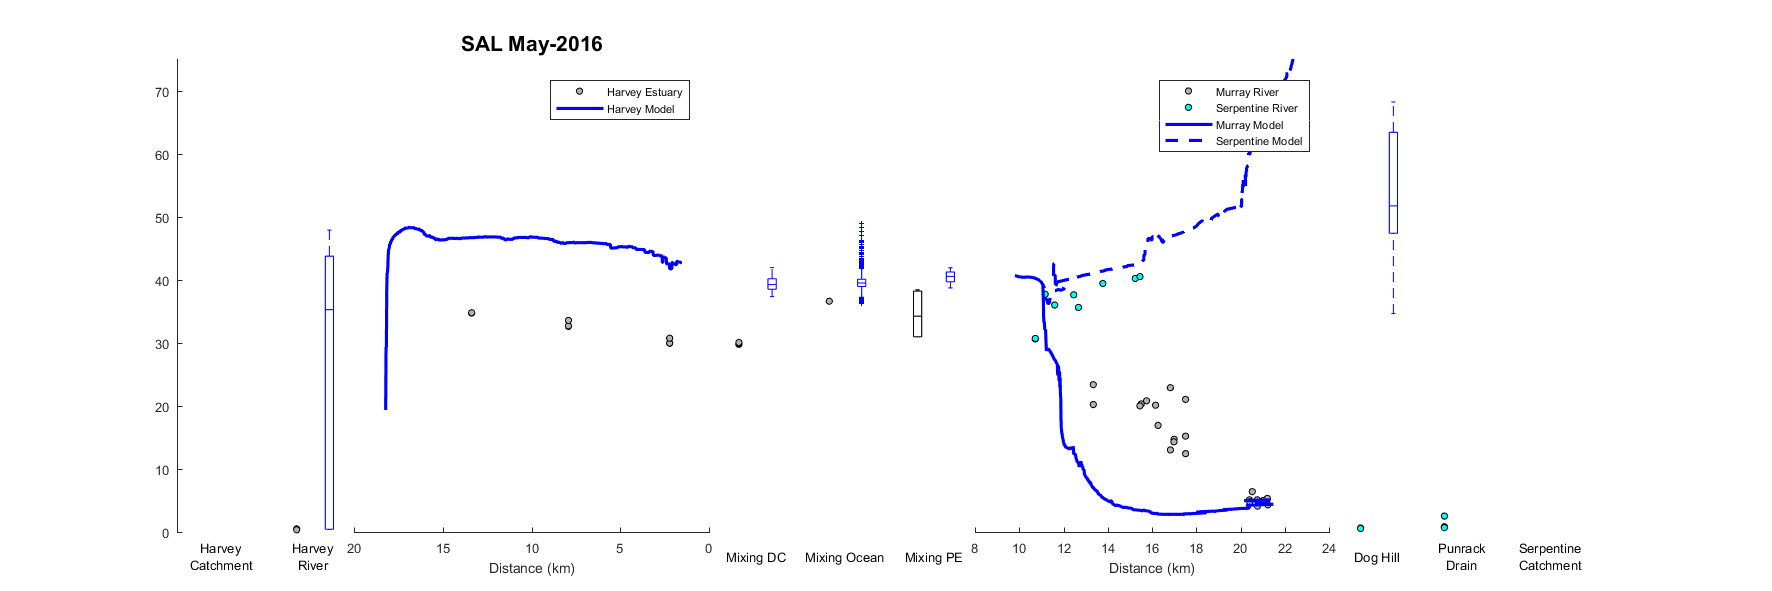 SAL May-2016
Harvey Estuary
Harvey Model
Murray River
Serpentine River
Murray Model
Serpentine Model
70
60
50
40
30
20
10
0
20 15 10 5 0
8 10 12 14 16 18 20 22 24
Harvey Catchment
Harvey River
Distance (km)
Mixing DC
Mixing Ocean
Mixing PE
Distance (km)
Dog Hill
Punrack Drain
Serpentine Catchment